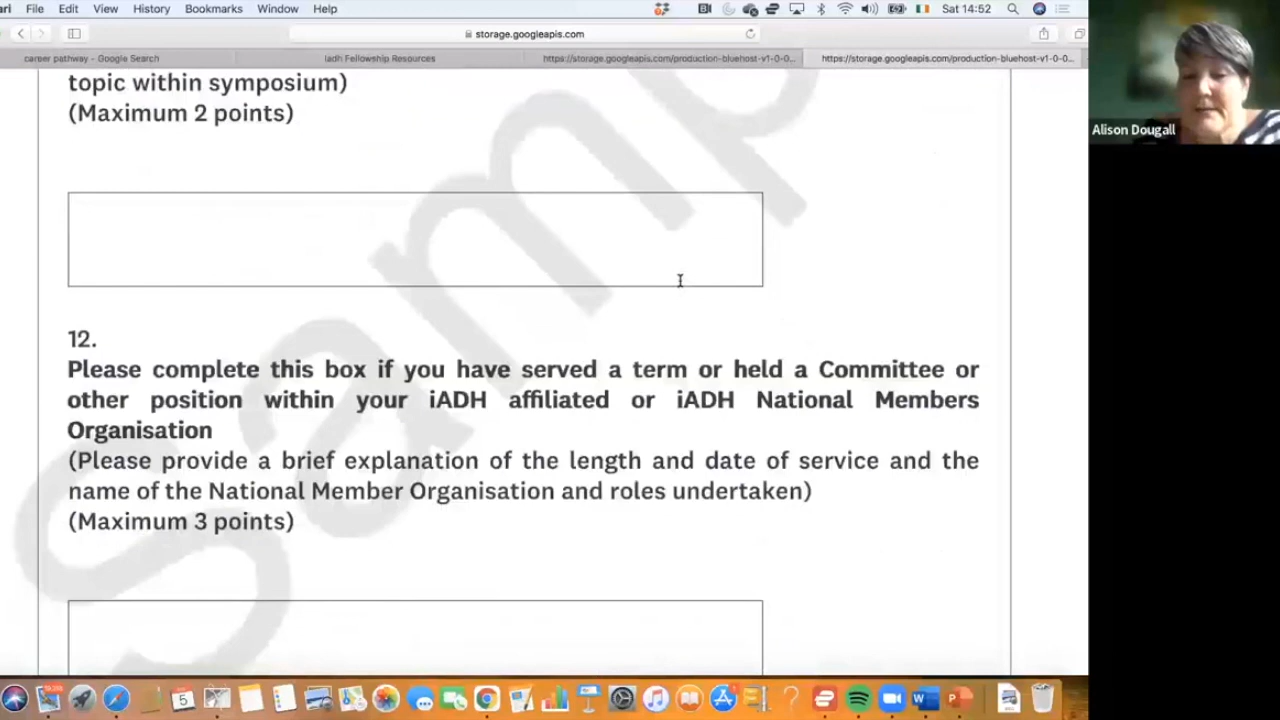 ari File Edit View History Bookmarks Window Help Sat 14:52
storage.googleapis.com
career pathway - Google Search
Iadh Fellowship Resources
https://storage.googleapis.com/production-bluehost-v1-0-0...
https://storage.googleapis.com/production-bluehost-v1-0-0...
topic within symposium)
(Maximum 2 points)
12.
Please complete this box if you have served a term or held a Committee or
other position within your iADH affiliated or iADH National Members
Organisation
(Please provide a brief explanation of the length and date of service and the
name of the National Member Organisation and roles undertaken)
(Maximum 3 points)
Samp
5
Alison Dougall